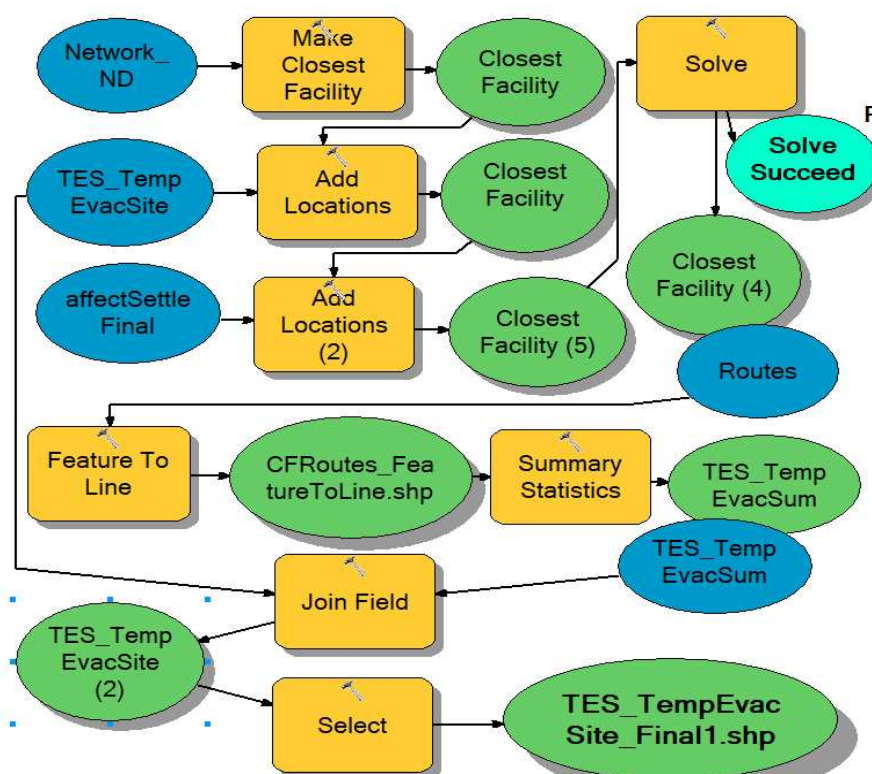 Network_
ND
Make
Closest
Facility
Closest
Facility
Solve
P
Solve
Succeed
TES_Temp
EvacSite
Add
Locations
Closest
Facility
affectSettle
Final
Add
Locations
(2)
Closest
Facility (5)
Closest
Facility (4)
Routes
Feature To
Line
CFRoutes_Fea
tureToLine.shp
Summary
Statistics
TES_Temp
EvacSum
TES_Temp
EvacSum
Join Field
TES_Temp
EvacSite
(2)
Select
TES_TempEvac
Site_Final1.shp